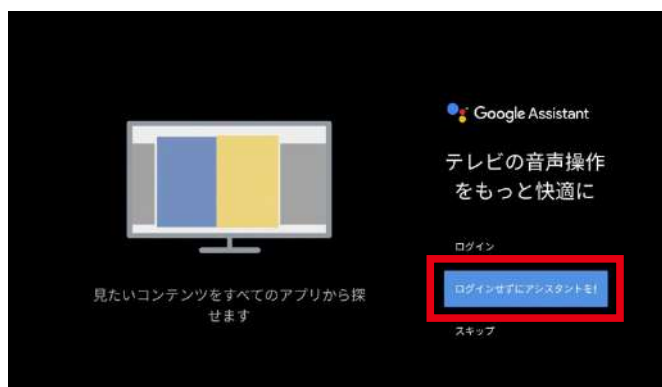 Google Assistant
テレビの音声操作
をもっと快適に
ログイン
ログインせずにアシスタントを
スキップ
見たいコンテンツをすべてのアプリから探
せます